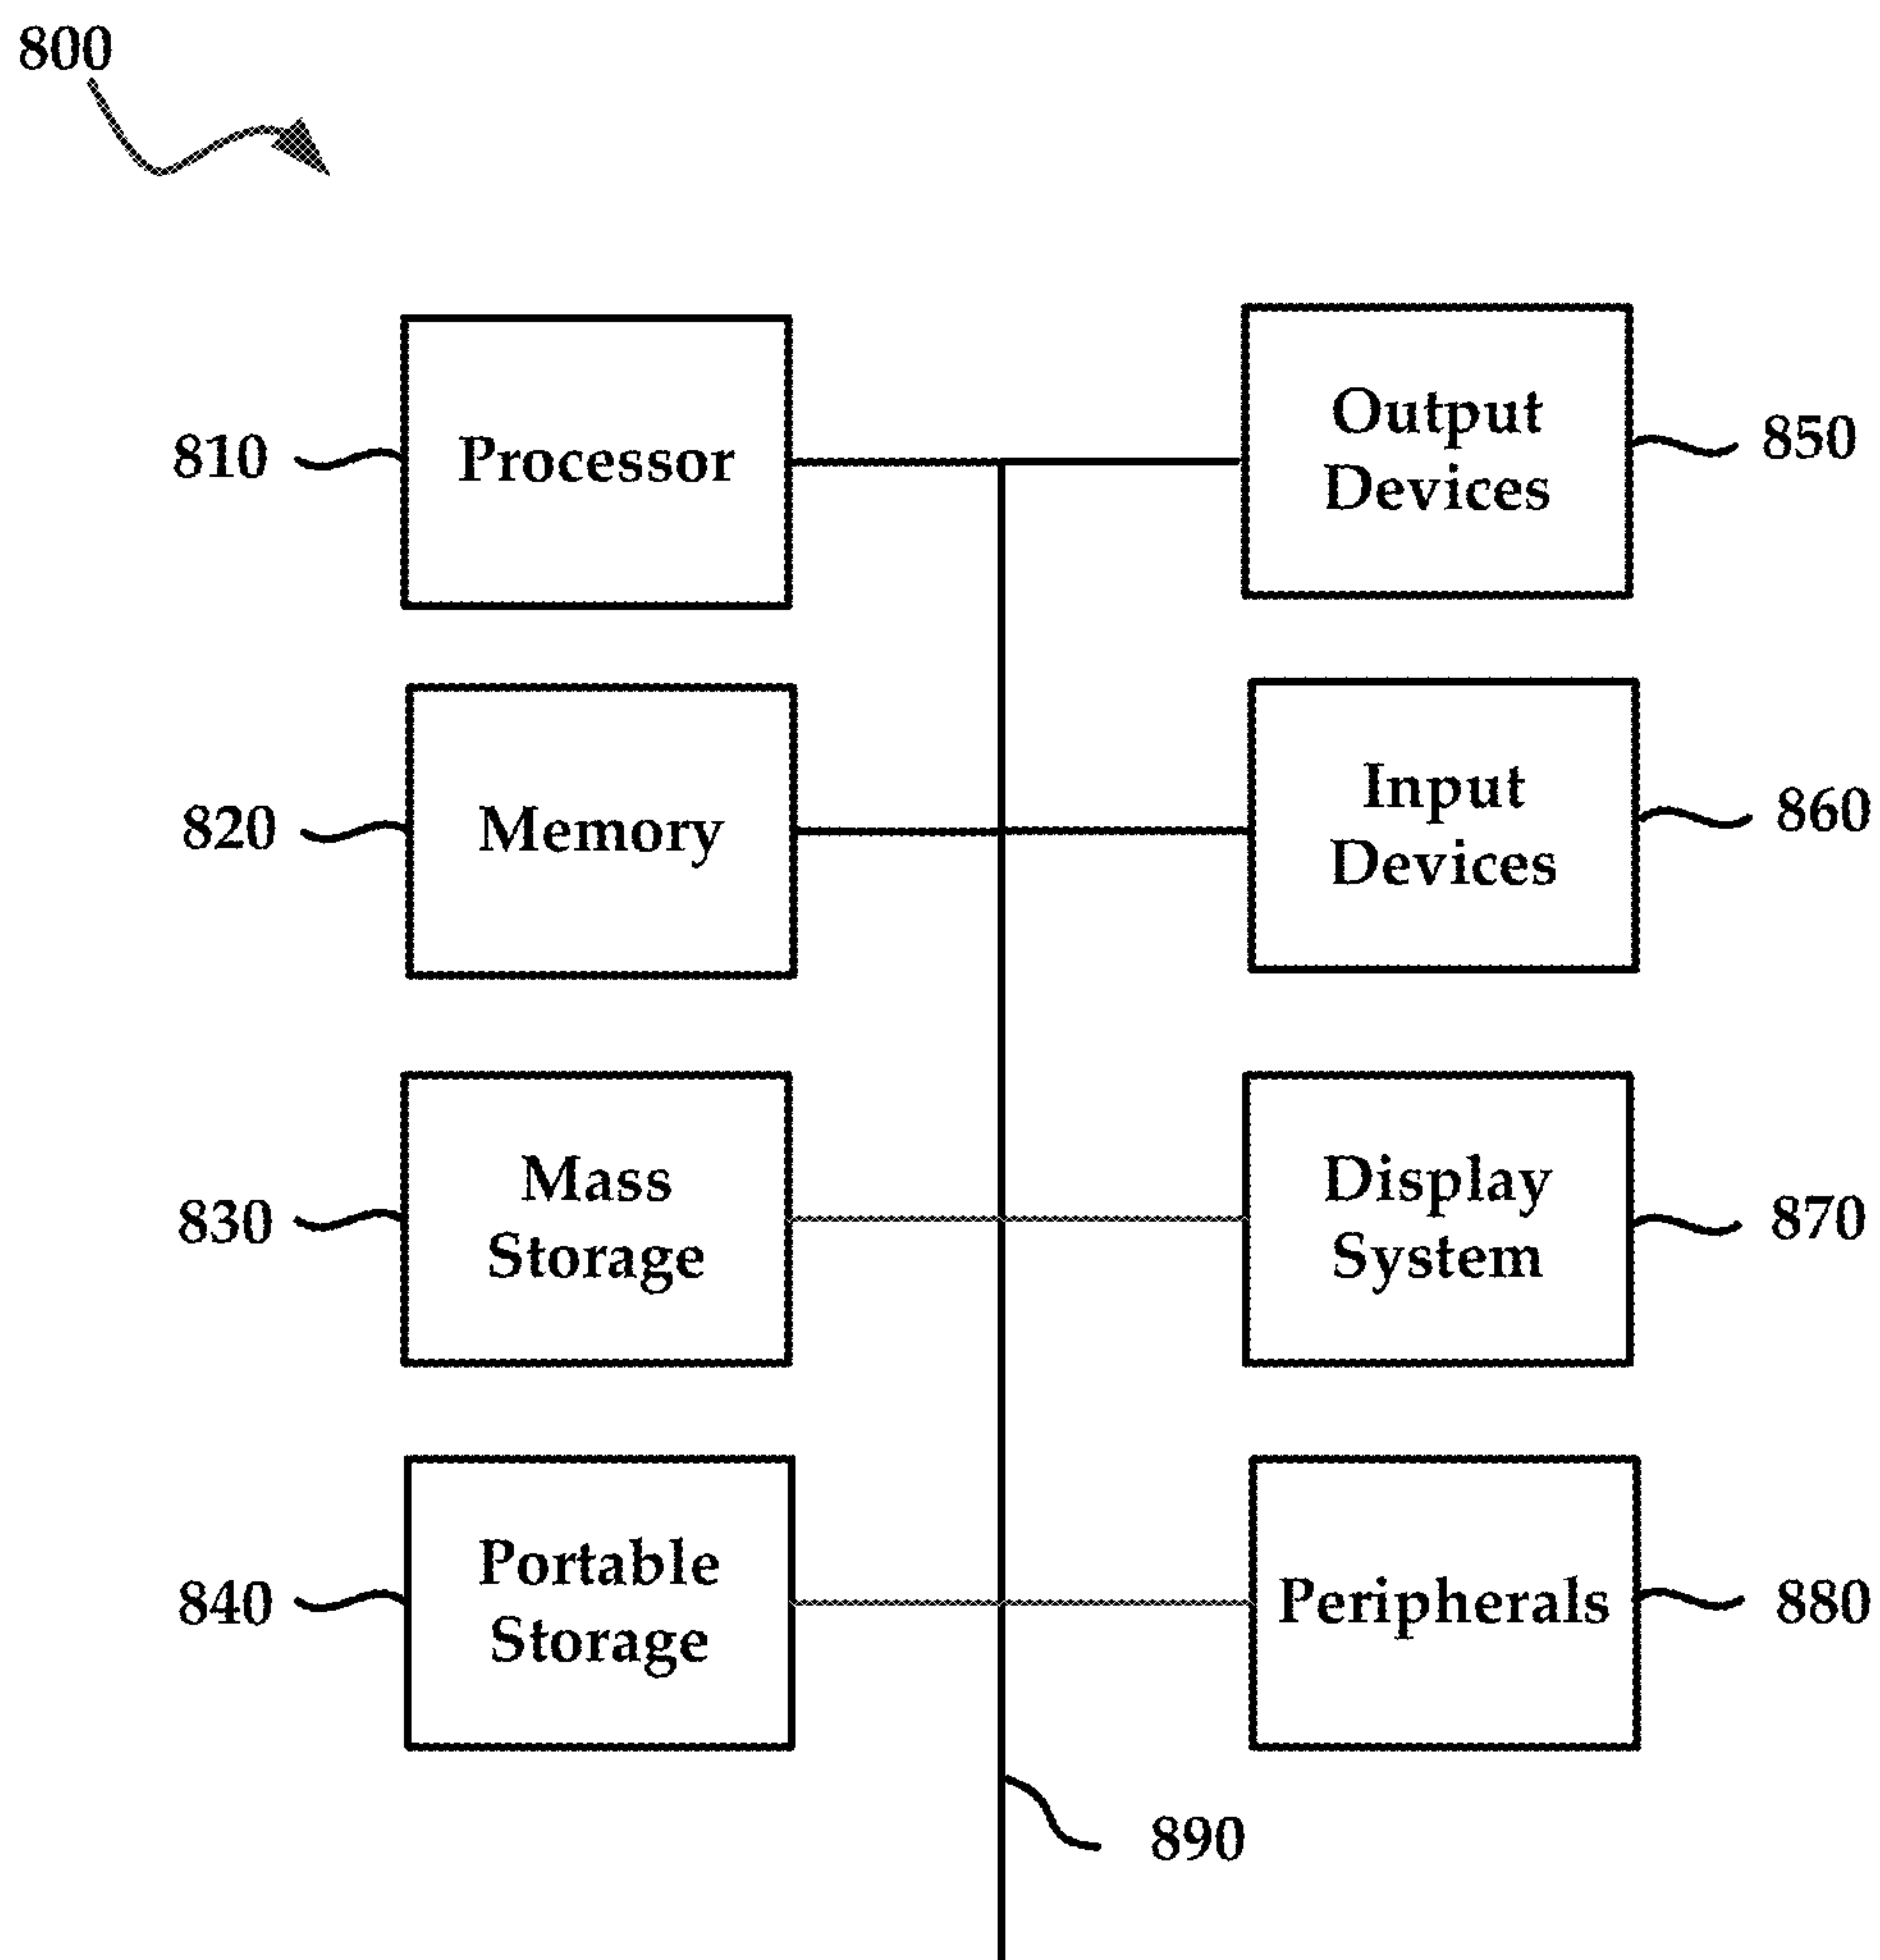 800
810
Processor
Output
Devices
850
820
Memory
Input
Devices
860
830
Mass
Storage
Display
System
870
840
Portable
Storage
Peripherals
880
890